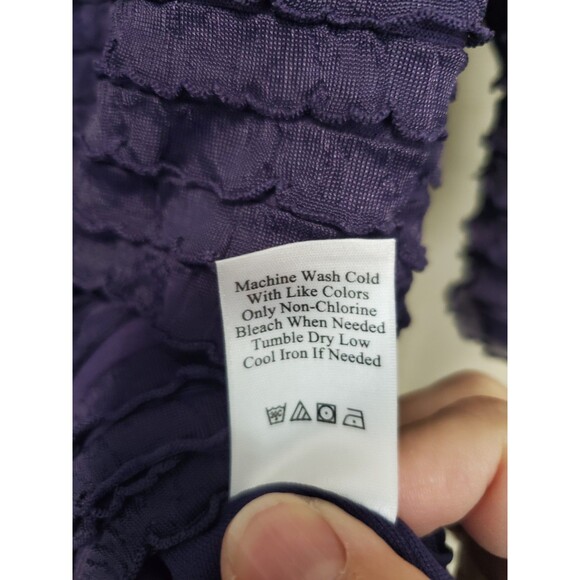 Machine Wash Cold
With Like Colors
Only Non-Chlorine
Bleach When Needed
Tumble Dry Low
Cool Iron If Needed